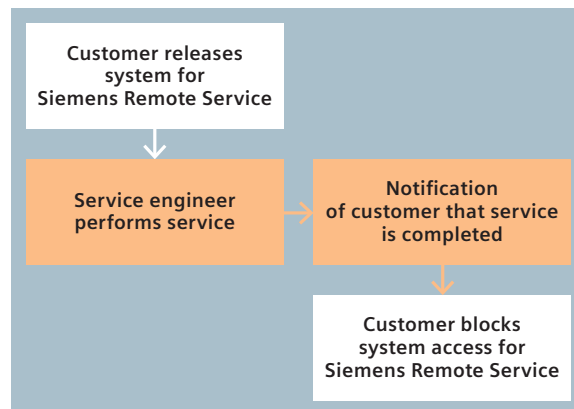 Customer releases
system for
Siemens Remote Service
Service engineer
performs service
Notification
of customer that service
is completed
Customer blocks
system access for
Siemens Remote Service